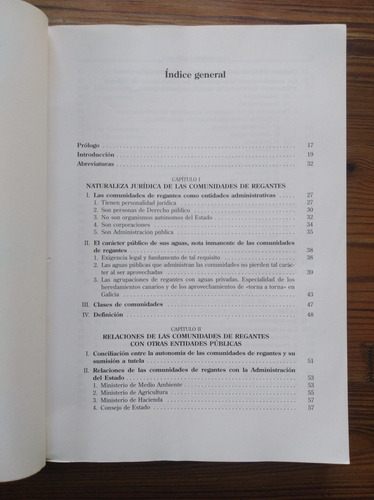 Índice general
Prólogo 17
Introducción 19
Abreviaturas 32
CAPÍTULO I
NATURALEZA JURÍDICA DE LAS COMUNIDADES DE REGANTES
I. Las comunidades de regantes como entidades administrativas 27
1. Tienen personalidad jurídica 27
2. Son personas de Derecho público 30
3. No son organismos autónomos del Estado 32
4. Son corporaciones 34
5. Son Administración pública 35
II. El carácter público de sus aguas, nota inmanente de las comunidades
de regantes 38
1. Exigencia legal y fundamento de tal requisito 38
2. Las aguas públicas que administran las comunidades no pierden tal carác-
ter al ser aprovechadas 39
3. Las agrupaciones de regantes con aguas privadas. Especialidad de los
heredamientos canarios y de los aprovechamientos de «torna a torna» en
Galicia 43
III. Clases de comunidades 47
IV. Definición 48
CAPÍTULO II
RELACIONES DE LAS COMUNIDADES DE REGANTES
CON OTRAS ENTIDADES PÚBLICAS
I. Conciliación entre la autonomía de las comunidades de regantes y su
sumisión a tutela 51
II. Relaciones de las comunidades de regantes con la Administración
del Estado 53
1. Ministerio de Medio Ambiente 53
2. Ministerio de Agricultura 55
3. Ministerio de Hacienda 57
4. Consejo de Estado 57